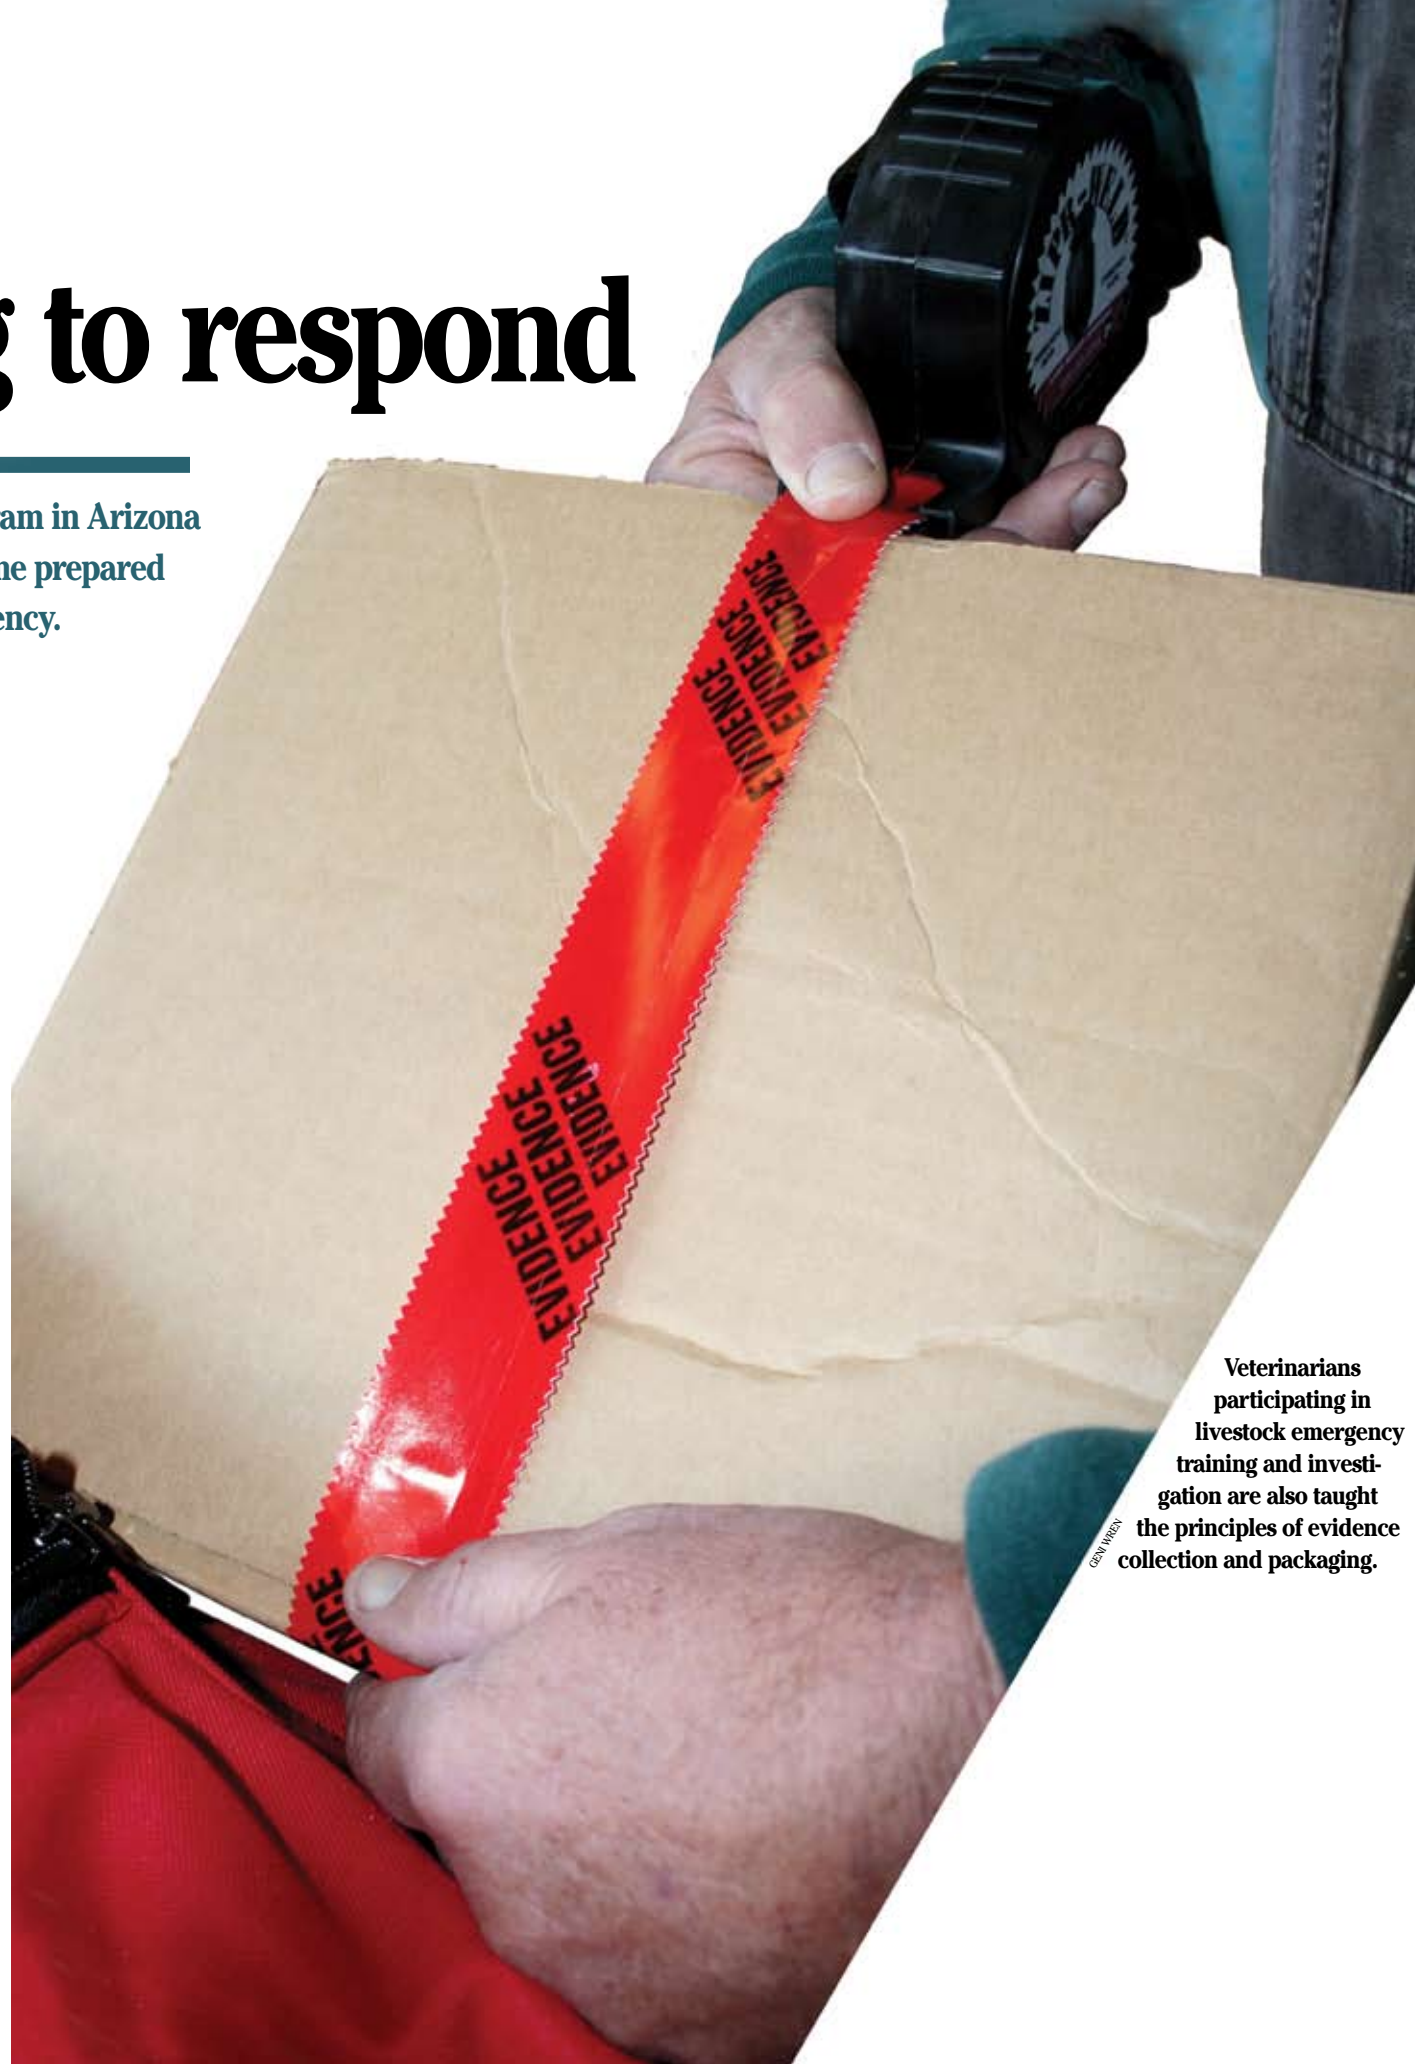 g to respond
am in Arizona
ne prepared
ency.
EVIDENCE
EVIDENCE
EVIDENCE
EVIDENCE
EVIDENCE
EVIDENCE
ENCE
Veterinarians
participating in
livestock emergency
training and investi-
gation are also taught
the principles of evidence
collection and packaging.
GENI WREN